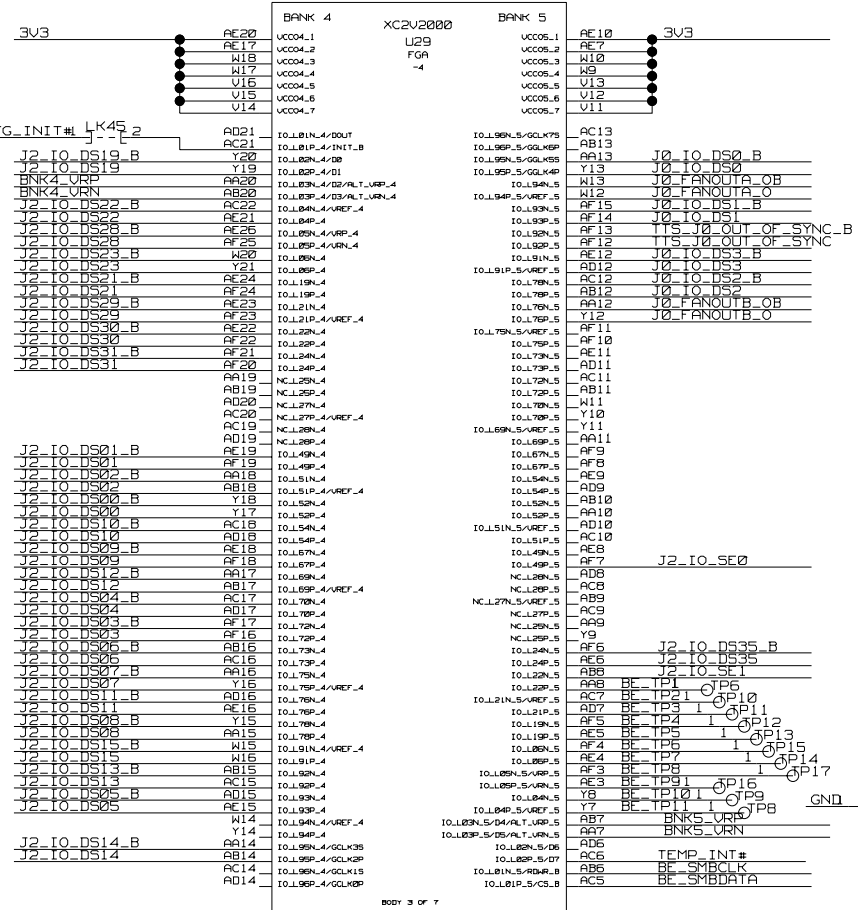 BANK 4 XC2V2000 BANK 5
U29
FGA
-4
3V3 AE20 VCCO4_1 VCCO5_1 AE10 3V3
AE17 VCCO4_2 VCCO5_2 AE7
W18 VCCO4_3 VCCO5_3 W10
W17 VCCO4_4 VCCO5_4 W9
V16 VCCO4_5 VCCO5_5 V13
V15 VCCO4_6 VCCO5_6 V12
V14 VCCO4_7 VCCO5_7 V11
G_INIT# 1 LK45 2
AD21 IO_L01N_4/DOUT IO_L96N_5/GCLK7S AC13
AC21 IO_L01P_4/INIT_B IO_L96P_5/GGLK6P AB13
J2_IO_DS19_B Y20 IO_L02N_4/D0 IO_L95N_5/GGLK5S AA13 J0_IO_DS0_B
J2_IO_DS19 Y19 IO_L02P_4/D1 IO_L95P_5/GCLK4P Y13 J0_IO_DS0
BNK4_VRP AA20 IO_L03N_4/D2/ALT_VRP_4 IO_L94N_5 W13 J0_FANOUTA_OB
BNK4_VRN AB20 IO_L03P_4/D3/ALT_VRN_4 IO_L94P_5/VREF_5 W12 J0_FANOUTA_O
J2_IO_DS22_B AC22 IO_L04N_4/VREF_4 IO_L93N_5 AF15 J0_IO_DS1_B
J2_IO_DS22 AE21 IO_L04P_4 IO_L93P_5 AF14 J0_IO_DS1
J2_IO_DS28_B AE26 IO_L05N_4/VRP_4 IO_L92N_5 AF13 TTS_J0_OUT_OF_SYNC_B
J2_IO_DS28 AF25 IO_L05P_4/VRN_4 IO_L92P_5 AF12 TTS_J0_OUT_OF_SYNC
J2_IO_DS23_B W20 IO_L06N_4 IO_L91N_5 AE12 J0_IO_DS3_B
J2_IO_DS23 Y21 IO_L06P_4 IO_L91P_5/VREF_5 AD12 J0_IO_DS3
J2_IO_DS21_B AE24 IO_L19N_4 IO_L78N_5 AC12 J0_IO_DS2_B
J2_IO_DS21 AF24 IO_L19P_4 IO_L78P_5 AB12 J0_IO_DS2
J2_IO_DS29_B AE23 IO_L21N_4 IO_L76N_5 AA12 J0_FANOUTB_OB
J2_IO_DS29 AF23 IO_L21P_4/VREF_4 IO_L76P_5 Y12 J0_FANOUTB_O
J2_IO_DS30_B AE22 IO_L22N_4 IO_L75N_5/VREF_5 AF11
J2_IO_DS30 AF22 IO_L22P_4 IO_L75P_5 AF10
J2_IO_DS31_B AF21 IO_L24N_4 IO_L73N_5 AE11
J2_IO_DS31 AF20 IO_L24P_4 IO_L73P_5 AD11
AA19 NC_L25N_4 IO_L72N_5 AC11
AB19 NC_L25P_4 IO_L72P_5 AB11
AD20 NC_L27N_4 IO_L70N_5 W11
AC20 NC_L27P_4/VREF_4 IO_L70P_5 Y10
AC19 NC_L28N_4 IO_L69N_5/VREF_5 Y11
AD19 NC_L28P_4 IO_L69P_5 AA11
J2_IO_DS01_B AE19 IO_L49N_4 IO_L67N_5 AF9
J2_IO_DS01 AF19 IO_L49P_4 IO_L67P_5 AF8
J2_IO_DS02_B AA18 IO_L51N_4 IO_L54N_5 AE9
J2_IO_DS02 AB18 IO_L51P_4/VREF_4 IO_L54P_5 AD9
J2_IO_DS00_B Y18 IO_L52N_4 IO_L52N_5 AB10
J2_IO_DS00 Y17 IO_L52P_4 IO_L52P_5 AA10
J2_IO_DS10_B AC18 IO_L54N_4 IO_L51N_5/VREF_5 AD10
J2_IO_DS10 AD18 IO_L54P_4 IO_L51P_5 AC10
J2_IO_DS09_B AE18 IO_L67N_4 IO_L49N_5 AE8
J2_IO_DS09 AF18 IO_L67P_4 IO_L49P_5 AF7 J2_IO_SE0
J2_IO_DS12_B AA17 IO_L69N_4 NC_L28N_5 AD8
J2_IO_DS12 AB17 IO_L69P_4/VREF_4 NC_L28P_5 AC8
J2_IO_DS04_B AC17 IO_L70N_4 NC_L27N_5/VREF_5 AB9
J2_IO_DS04 AD17 IO_L70P_4 NC_L27P_5 AC9
J2_IO_DS03_B AF17 IO_L72N_4 NC_L25N_5 AA9
J2_IO_DS03 AF16 IO_L72P_4 NC_L25P_5 Y9
J2_IO_DS06_B AB16 IO_L73N_4 IO_L24N_5 AF6 J2_IO_DS35_B
J2_IO_DS06 AC16 IO_L73P_4 IO_L24P_5 AE6 J2_IO_DS35
J2_IO_DS07_B AA16 IO_L75N_4 IO_L22N_5 AB8 J2_IO_SE1
J2_IO_DS07 Y16 IO_L75P_4/VREF_4 IO_L22P_5 AA8 BE_TP1 TP6
J2_IO_DS11_B AD16 IO_L76N_4 IO_L21N_5/VREF_5 AC7 BE_TP2 1 TP10
J2_IO_DS11 AE16 IO_L76P_4 IO_L21P_5 AD7 BE_TP3 1 TP11
J2_IO_DS08_B Y15 IO_L78N_4 IO_L19N_5 AF5 BE_TP4 1 TP12
J2_IO_DS08 AA15 IO_L78P_4 IO_L19P_5 AE5 BE_TP5 1 TP13
J2_IO_DS15_B W15 IO_L91N_4/VREF_4 IO_L06N_5 AF4 BE_TP6 1 TP15
J2_IO_DS15 W16 IO_L91P_4 IO_L06P_5 AE4 BE_TP7 1 TP14
J2_IO_DS13_B AB15 IO_L92N_4 IO_L05N_5/VRP_5 AF3 BE_TP8 1 TP17
J2_IO_DS13 AC15 IO_L92P_4 IO_L05P_5/VRN_5 AE3 BE_TP9 1 TP16
J2_IO_DS05_B AD15 IO_L93N_4 IO_L04N_5 Y8 BE_TP10 1 TP9
J2_IO_DS05 AE15 IO_L93P_4 IO_L04P_5/VREF_5 Y7 BE_TP11 1 TP8 GND 1
W14 IO_L94N_4/VREF_4 IO_L03N_5/D4/ALT_VRP_5 AB7 BNK5_VRP
Y14 IO_L94P_4 IO_L03P_5/D5/ALT_VRN_5 AA7 BNK5_VRN
J2_IO_DS14_B AA14 IO_L95N_4/GCLK3S IO_L02N_5/D6 AD6
J2_IO_DS14 AB14 IO_L95P_4/GCLK2P IO_L02P_5/D7 AC6 TEMP_INT#
AC14 IO_L96N_4/GCLK1S IO_L01N_5/RDWR_B AB6 BE_SMBCLK
AD14 IO_L96P_4/GCLK0P IO_L01P_5/CS_B AC5 BE_SMBDATA
BODY 3 OF 7